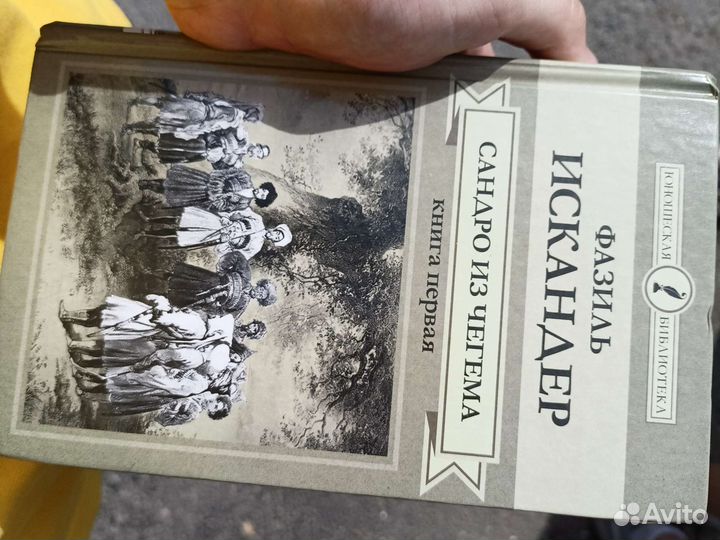 ЮНОШЕСКАЯ БИБЛИОТЕКА
ФАЗИЛЬ
ИСКАНДЕР
САНДРО ИЗ ЧЕГЕМА
книга первая
Avito